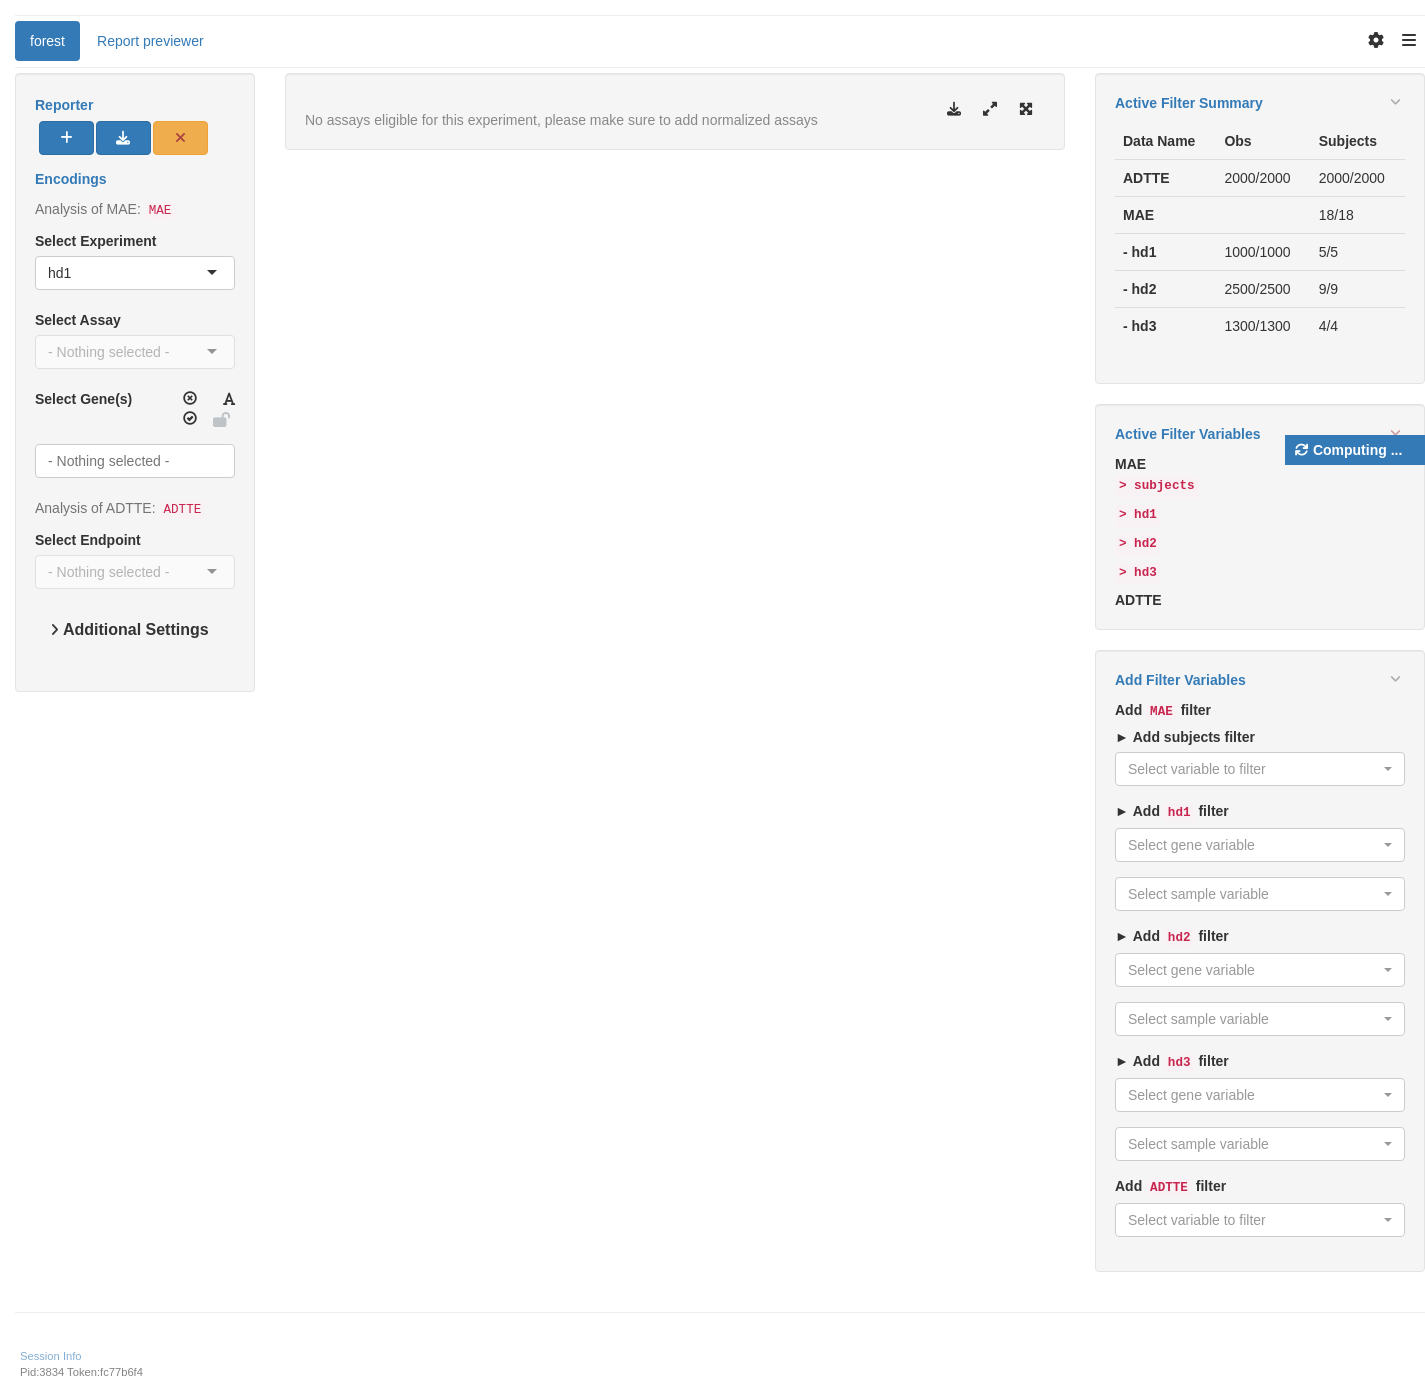 forest
Report previewer
Reporter
Encodings
Analysis of MAE: MAE
Select Experiment
hd1
Select Assay
- Nothing selected -
Select Gene(s)
- Nothing selected -
Analysis of ADTTE: ADTTE
Select Endpoint
- Nothing selected -
Additional Settings
No assays eligible for this experiment, please make sure to add normalized assays
Active Filter Summary
Data Name Obs Subjects
ADTTE 2000/2000 2000/2000
MAE 18/18
- hd1 1000/1000 5/5
- hd2 2500/2500 9/9
- hd3 1300/1300 4/4
Active Filter Variables
Computing ...
MAE
> subjects
> hd1
> hd2
> hd3
ADTTE
Add Filter Variables
Add MAE filter
► Add subjects filter
Select variable to filter
► Add hd1 filter
Select gene variable
Select sample variable
► Add hd2 filter
Select gene variable
Select sample variable
► Add hd3 filter
Select gene variable
Select sample variable
Add ADTTE filter
Select variable to filter
Session Info
Pid:3834 Token:fc77b6f4